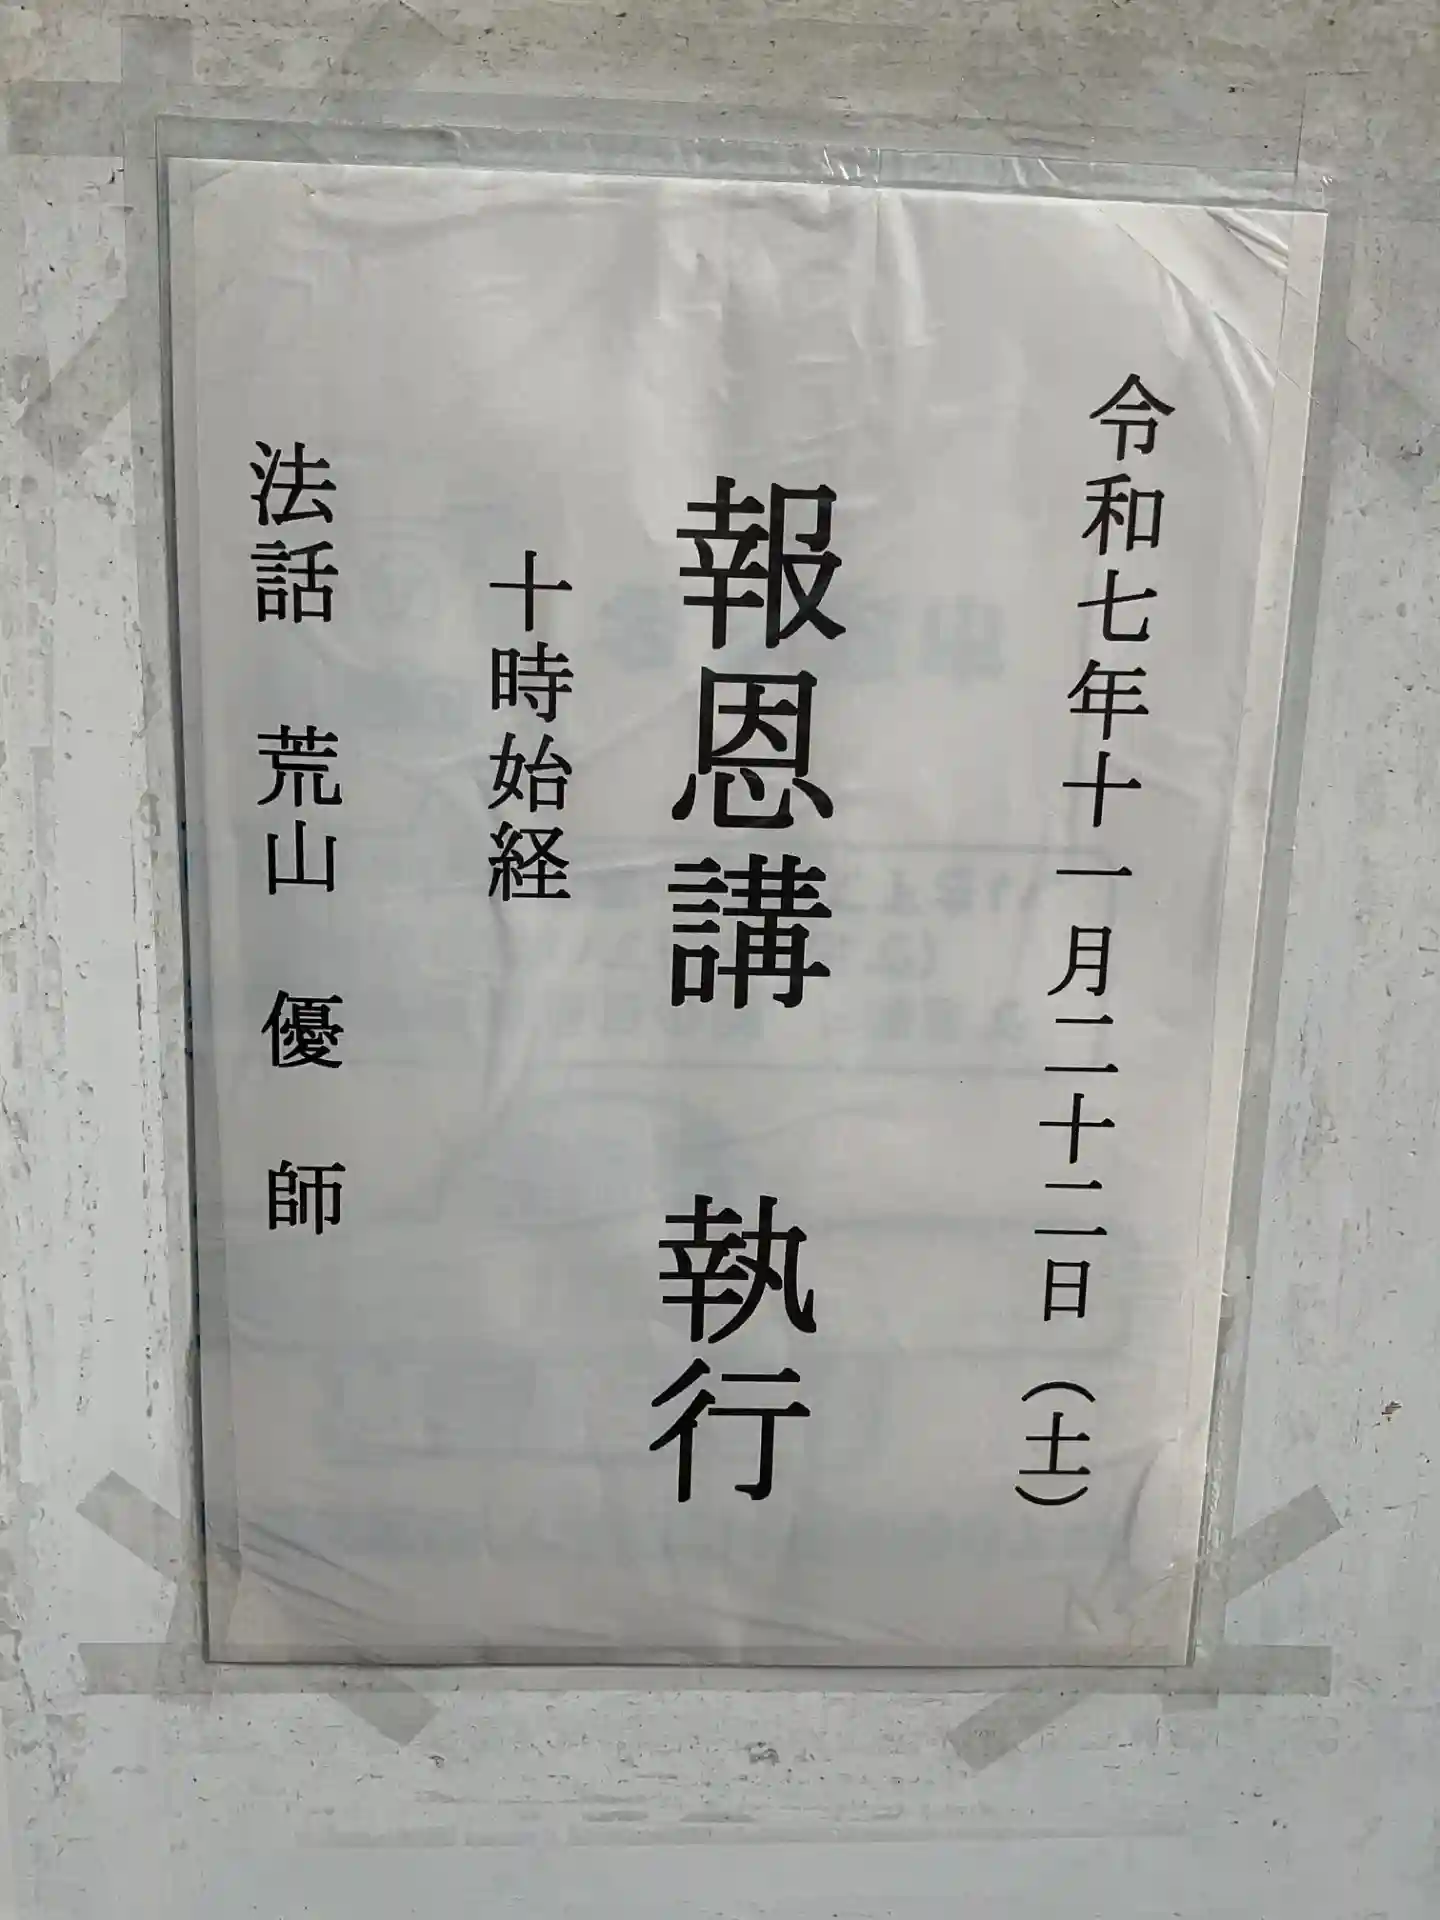 令和七年十一月二十二日（土）
報恩講　執行
十時始経
法話　荒山　優　師